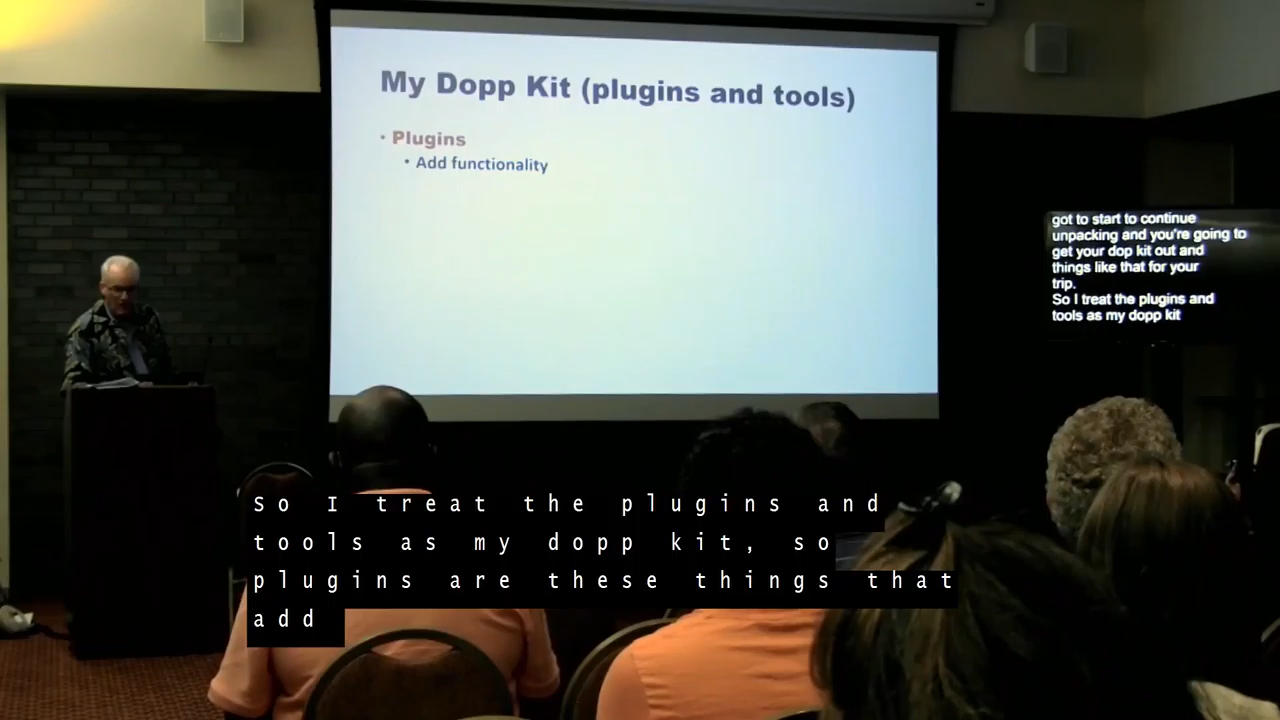 My Dopp Kit (plugins and tools)
• Plugins
• Add functionality
got to start to continue
unpacking and you're going to
get your dop kit out and
things like that for your
trip.
So I treat the plugins and
tools as my dopp kit
So I treat the plugins and
tools as my dopp kit, so
plugins are these things that
add